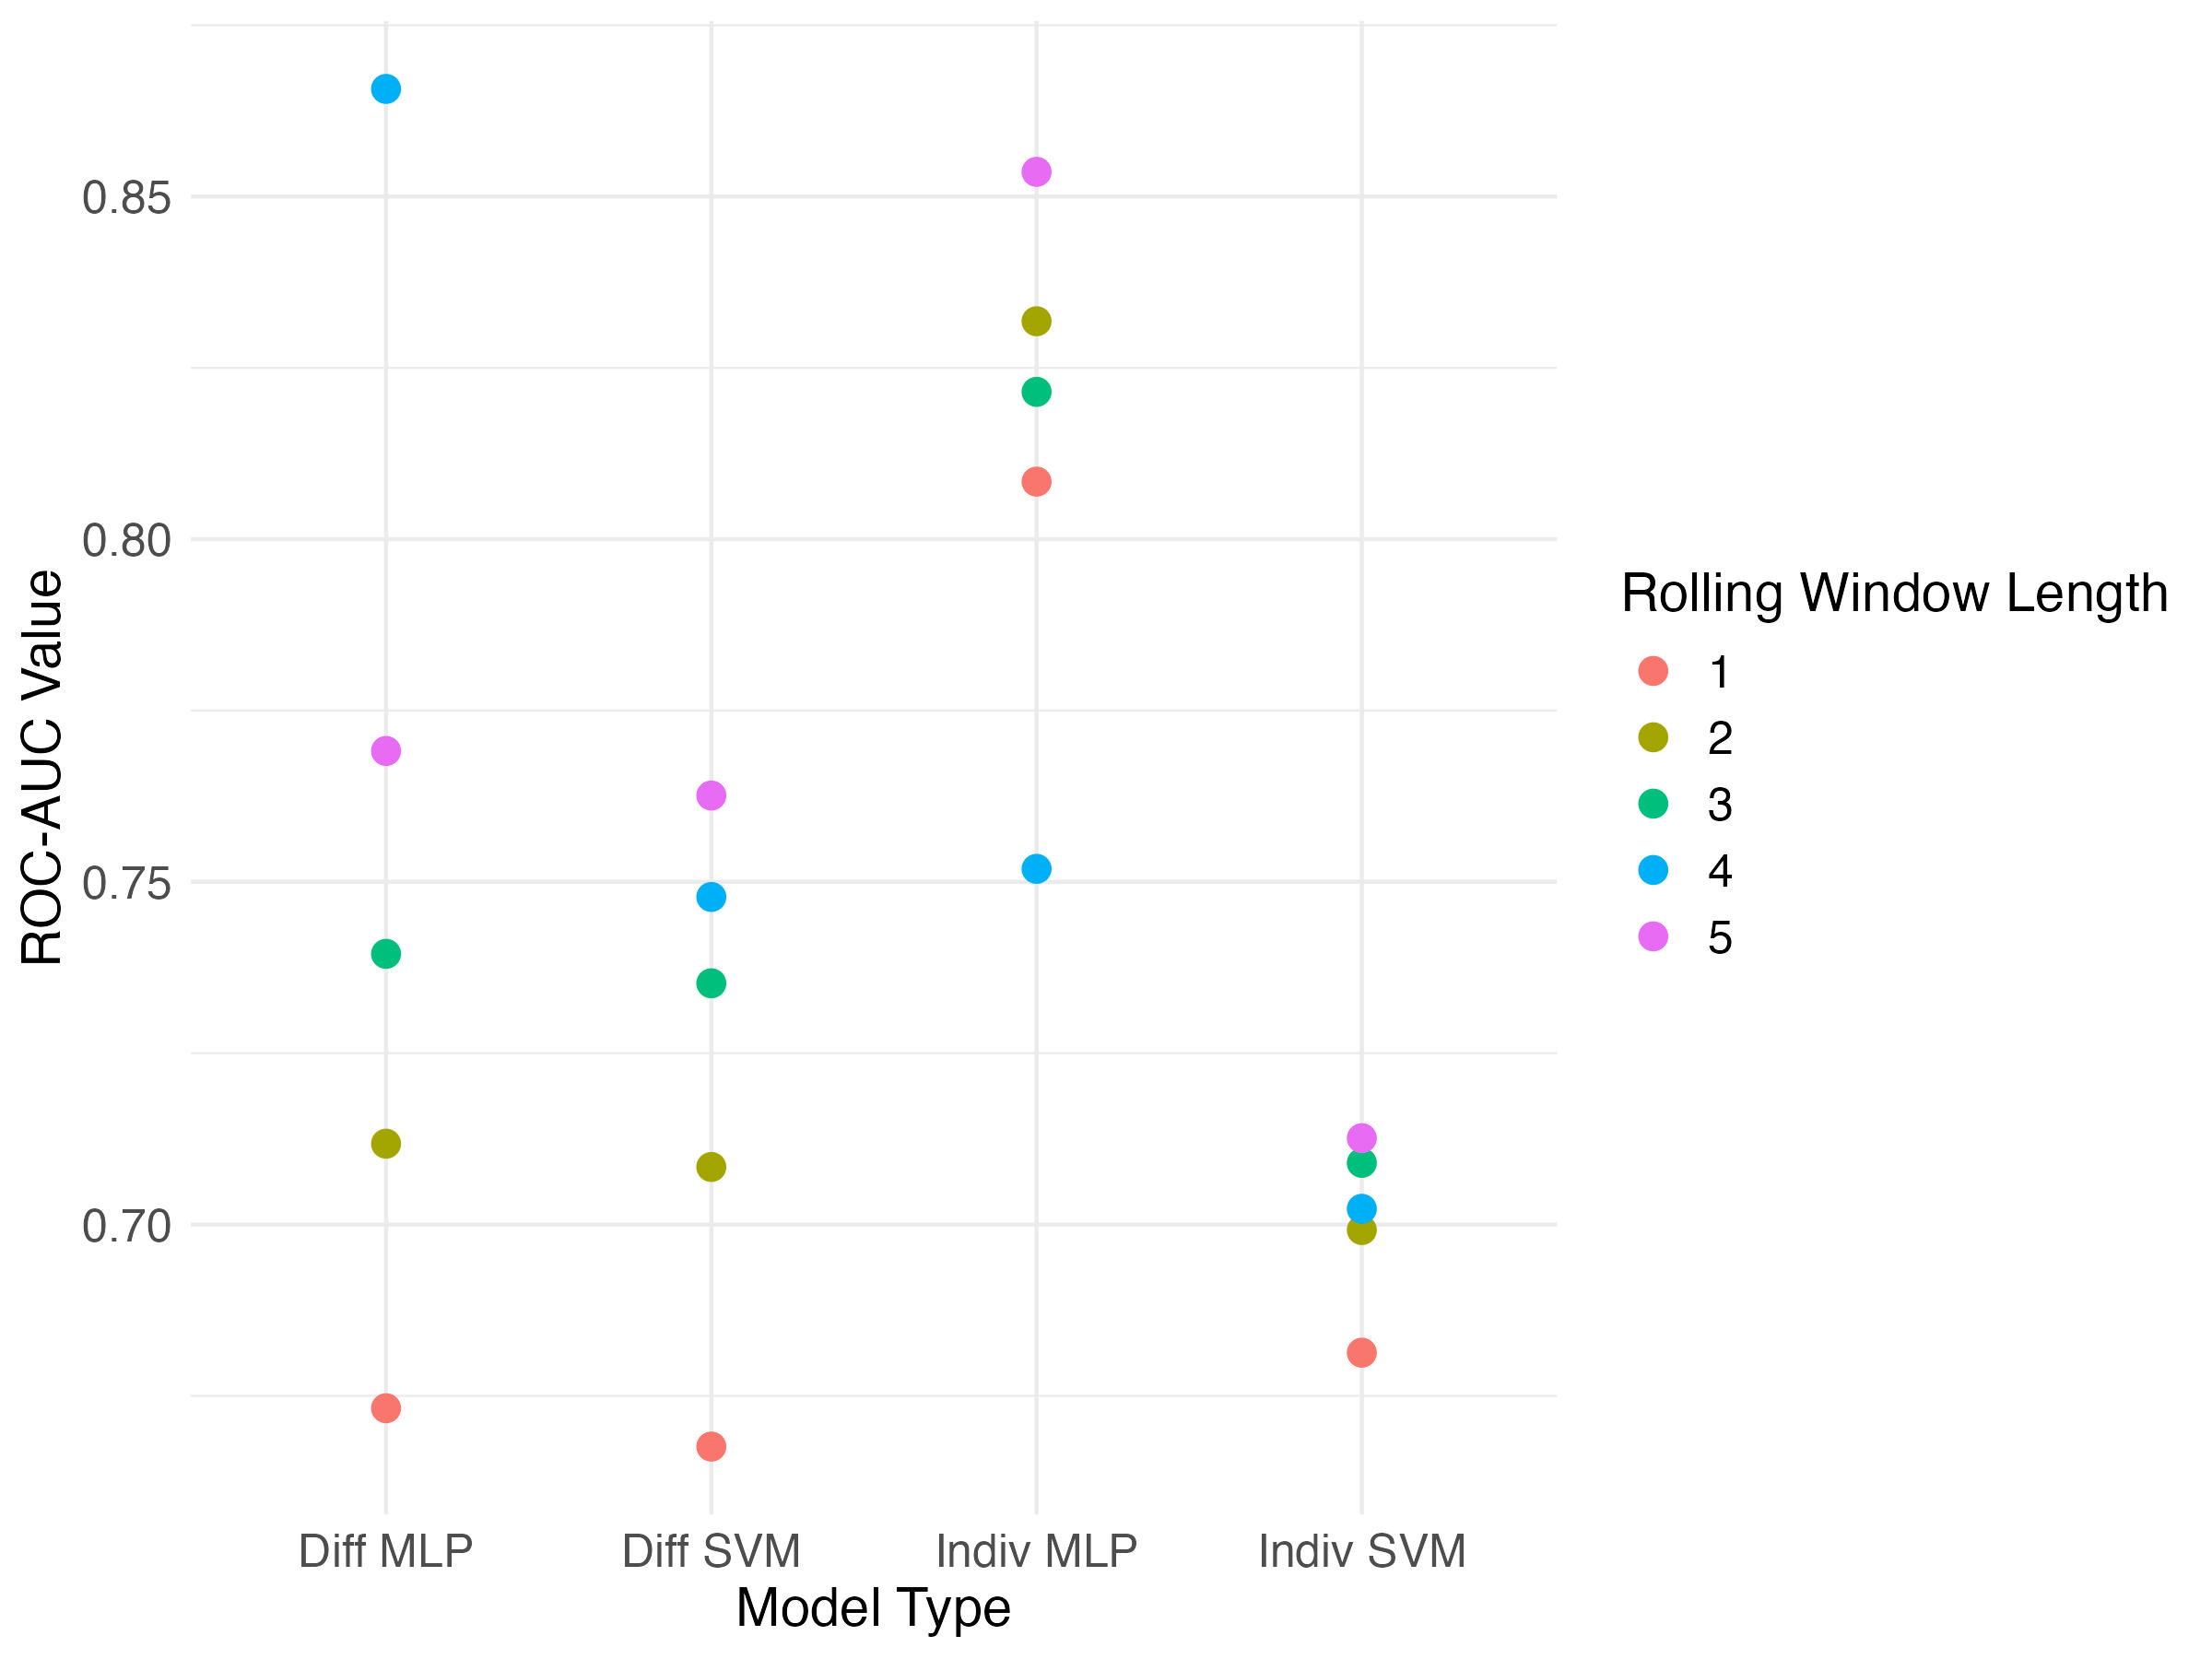 0.85
0.80
0.75
0.70
ROC-AUC Value
Diff MLP
Diff SVM
Indiv MLP
Indiv SVM
Model Type
Rolling Window Length
1
2
3
4
5